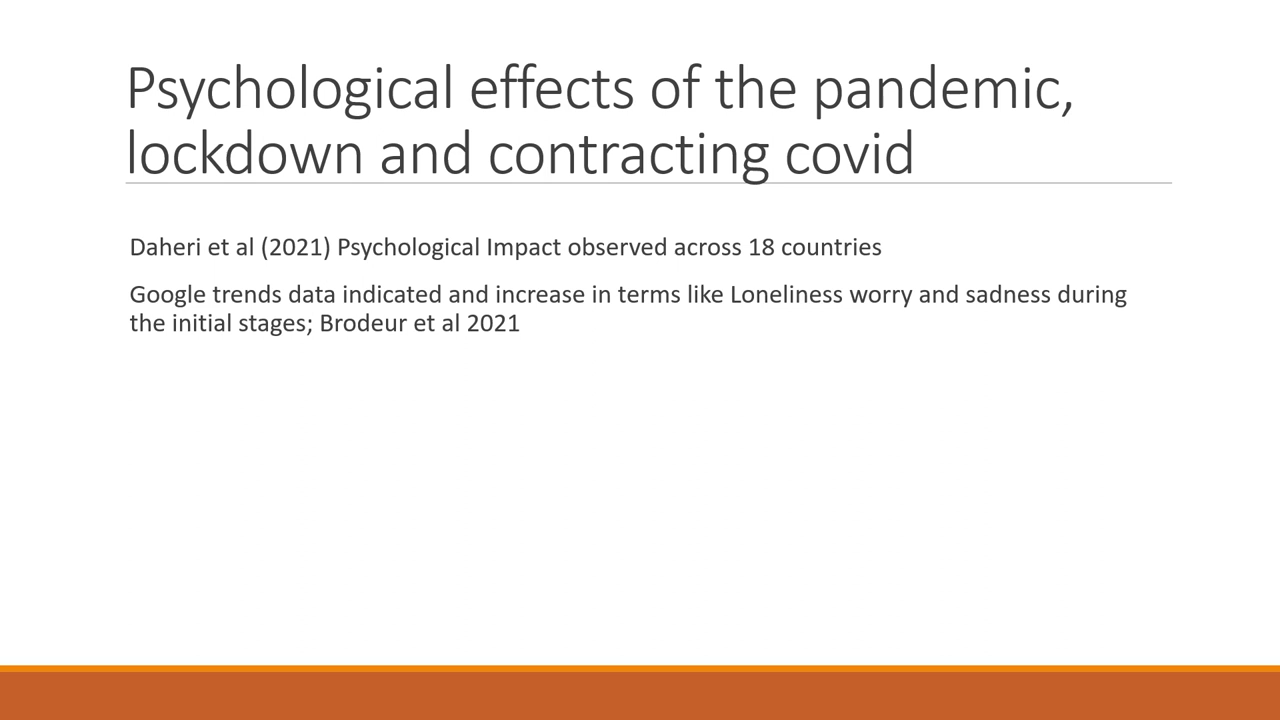 Psychological effects of the pandemic,
lockdown and contracting covid
Daheri et al (2021) Psychological Impact observed across 18 countries
Google trends data indicated and increase in terms like Loneliness worry and sadness during
the initial stages; Brodeur et al 2021